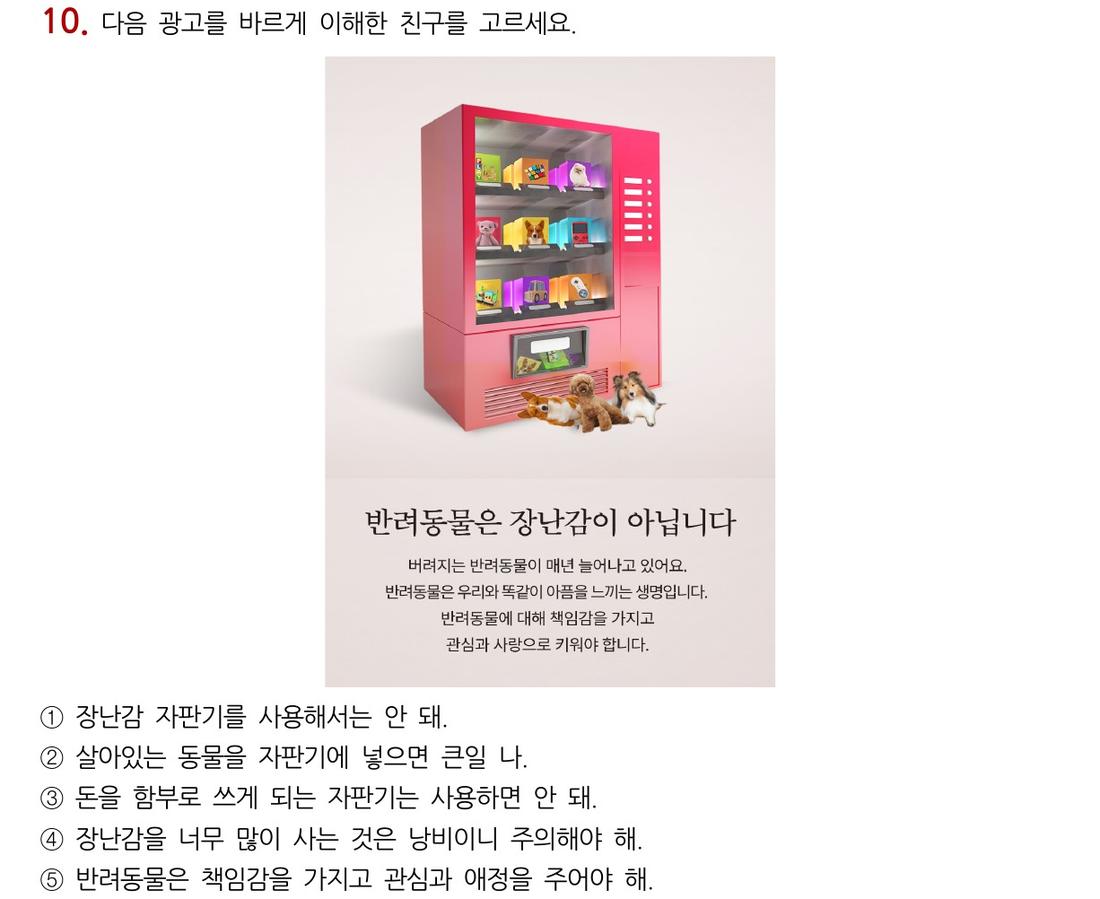 10. 다음 광고를 바르게 이해한 친구를 고르세요.
반려동물은 장난감이 아닙니다
버려지는 반려동물이 매년 늘어나고 있어요.
반려동물은 우리와 똑같이 아픔을 느끼는 생명입니다.
반려동물에 대해 책임감을 가지고
관심과 사랑으로 키워야 합니다.
① 장난감 자판기를 사용해서는 안 돼.
② 살아있는 동물을 자판기에 넣으면 큰일 나.
③ 돈을 함부로 쓰게 되는 자판기는 사용하면 안 돼.
④ 장난감을 너무 많이 사는 것은 낭비이니 주의해야 해.
⑤ 반려동물은 책임감을 가지고 관심과 애정을 주어야 해.